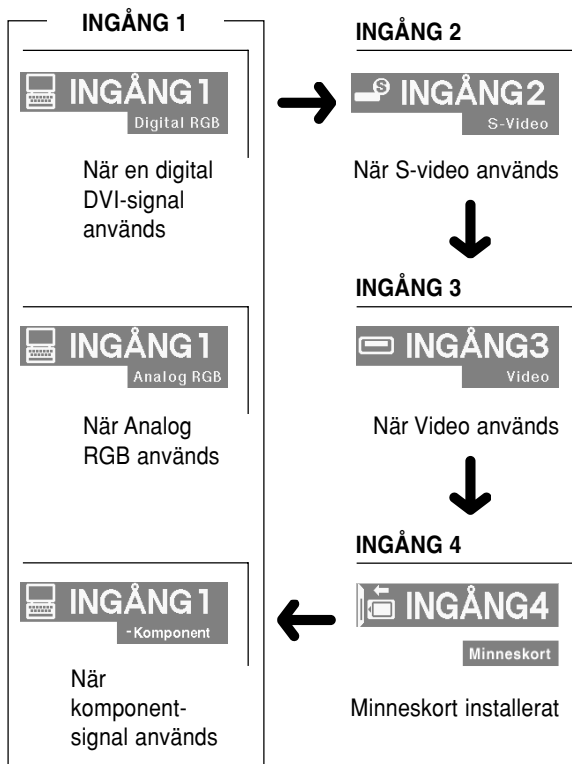 INGÅNG 1
INGÅNG1
Digital RGB
När en digital
DVI-signal
används
INGÅNG1
Analog RGB
När Analog
RGB används
INGÅNG1
-Komponent
När
komponent-
signal används
INGÅNG 2
S
INGÅNG2
S-Video
När S-video används
INGÅNG 3
INGÅNG3
Video
När Video används
INGÅNG 4
INGÅNG4
Minneskort
Minneskort installerat